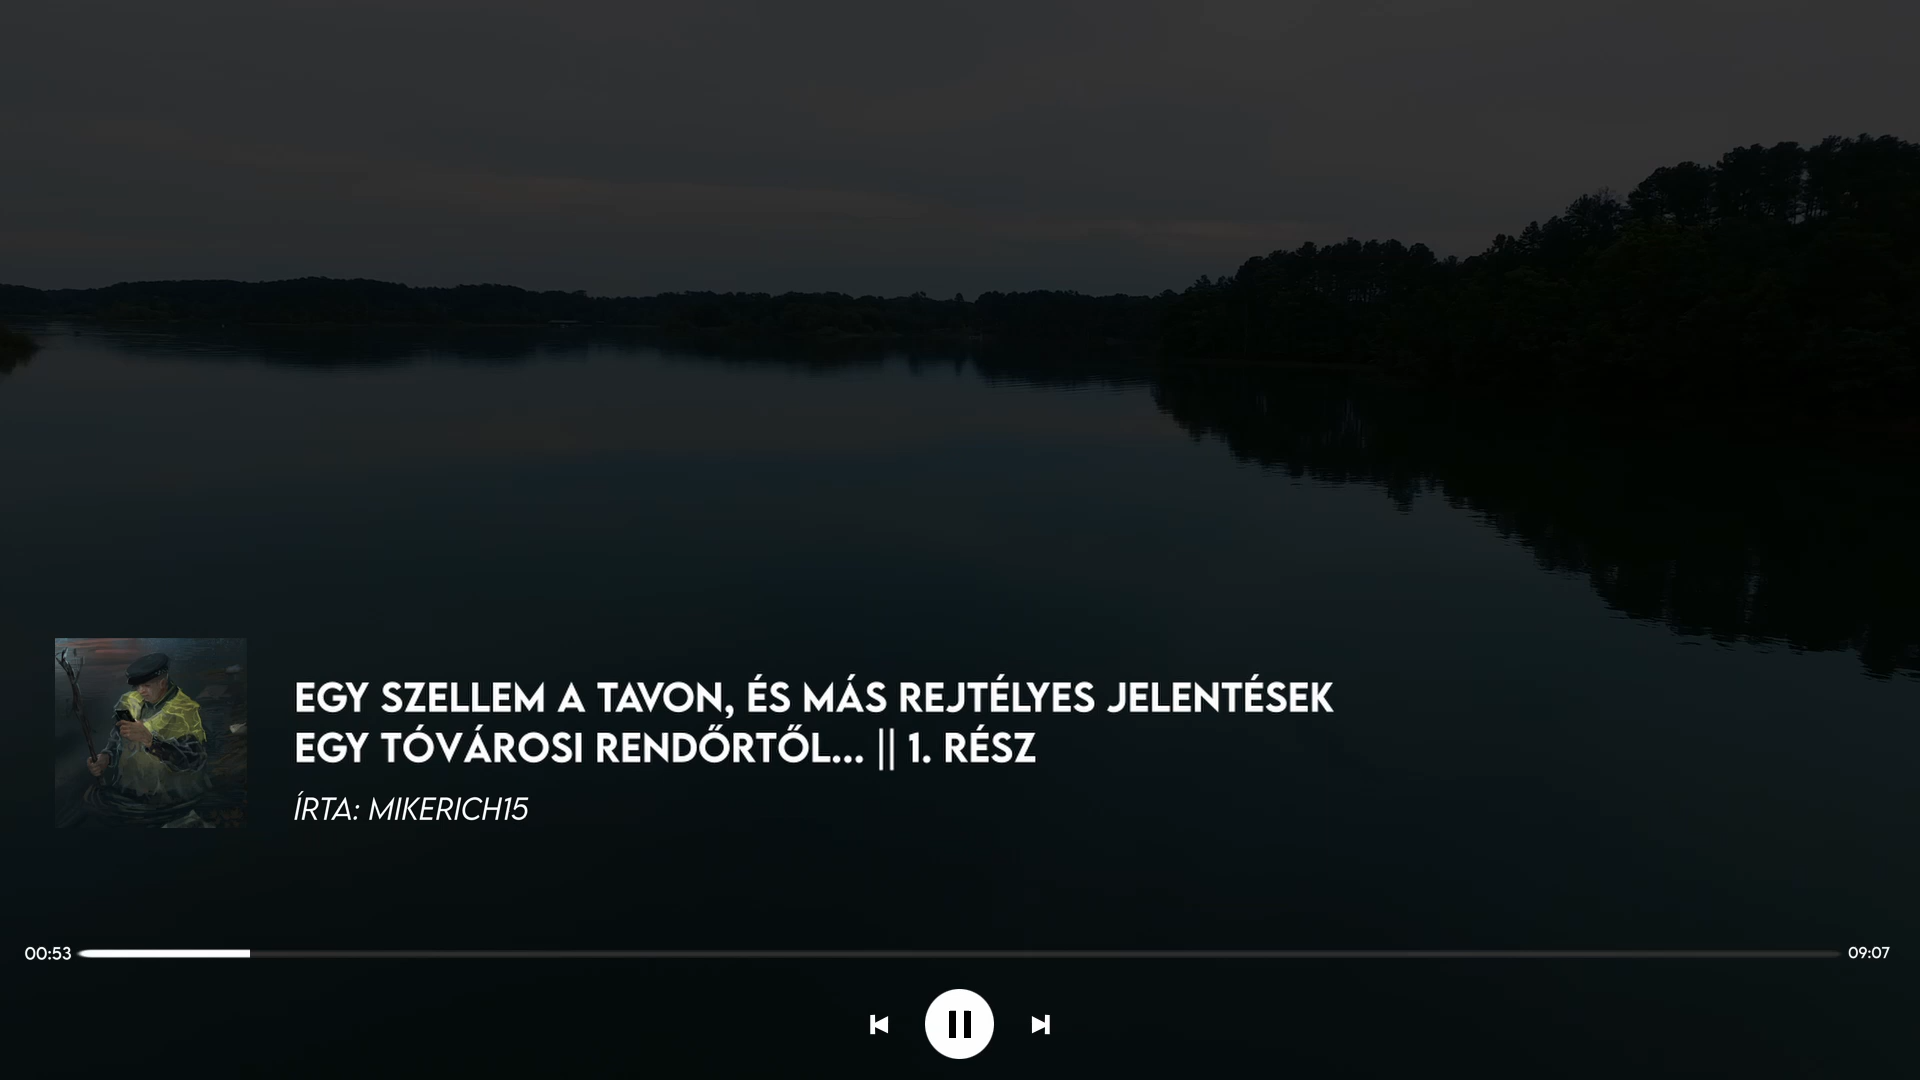 EGY SZELLEM A TAVON, ÉS MÁS REJTÉLYES JELENTÉSEK
EGY TÓVÁROSI RENDŐRTŐL... || 1. RÉSZ
ÍRTA: MIKERICH15
00:53
09:07